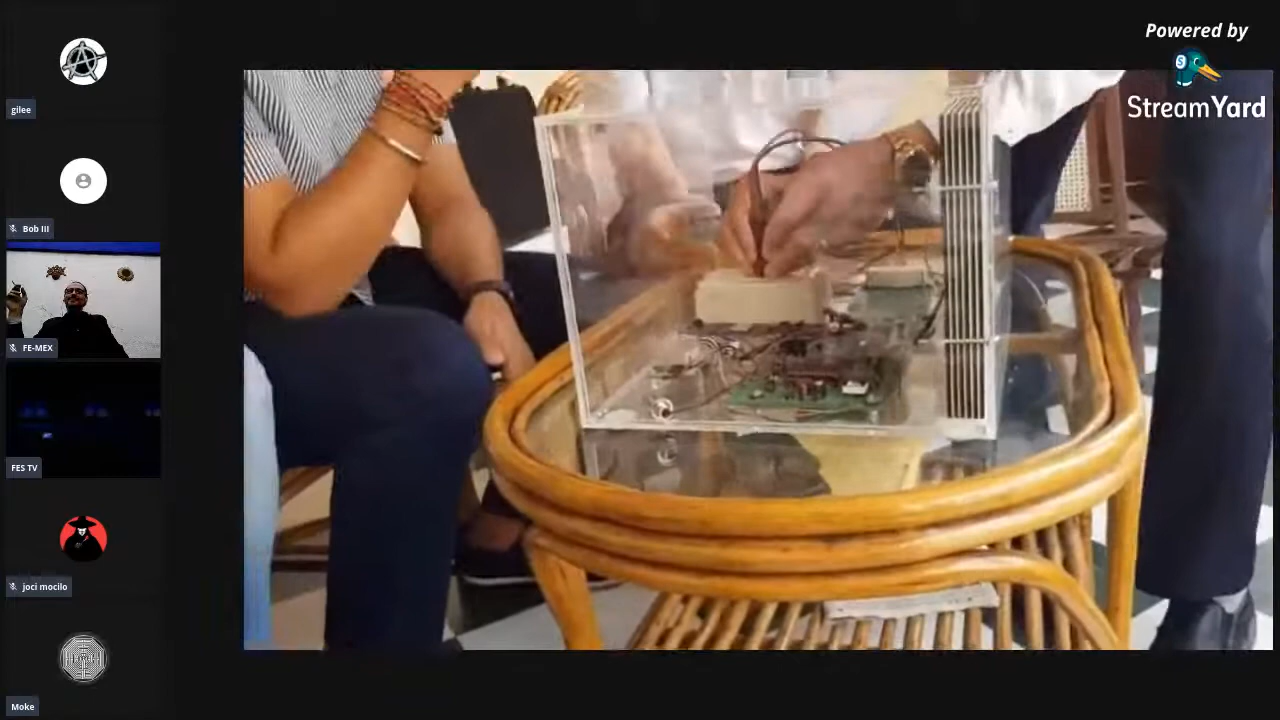 gilee
Bob III
FE-MEX
FES TV
joci mocilo
Moke
Powered by
StreamYard